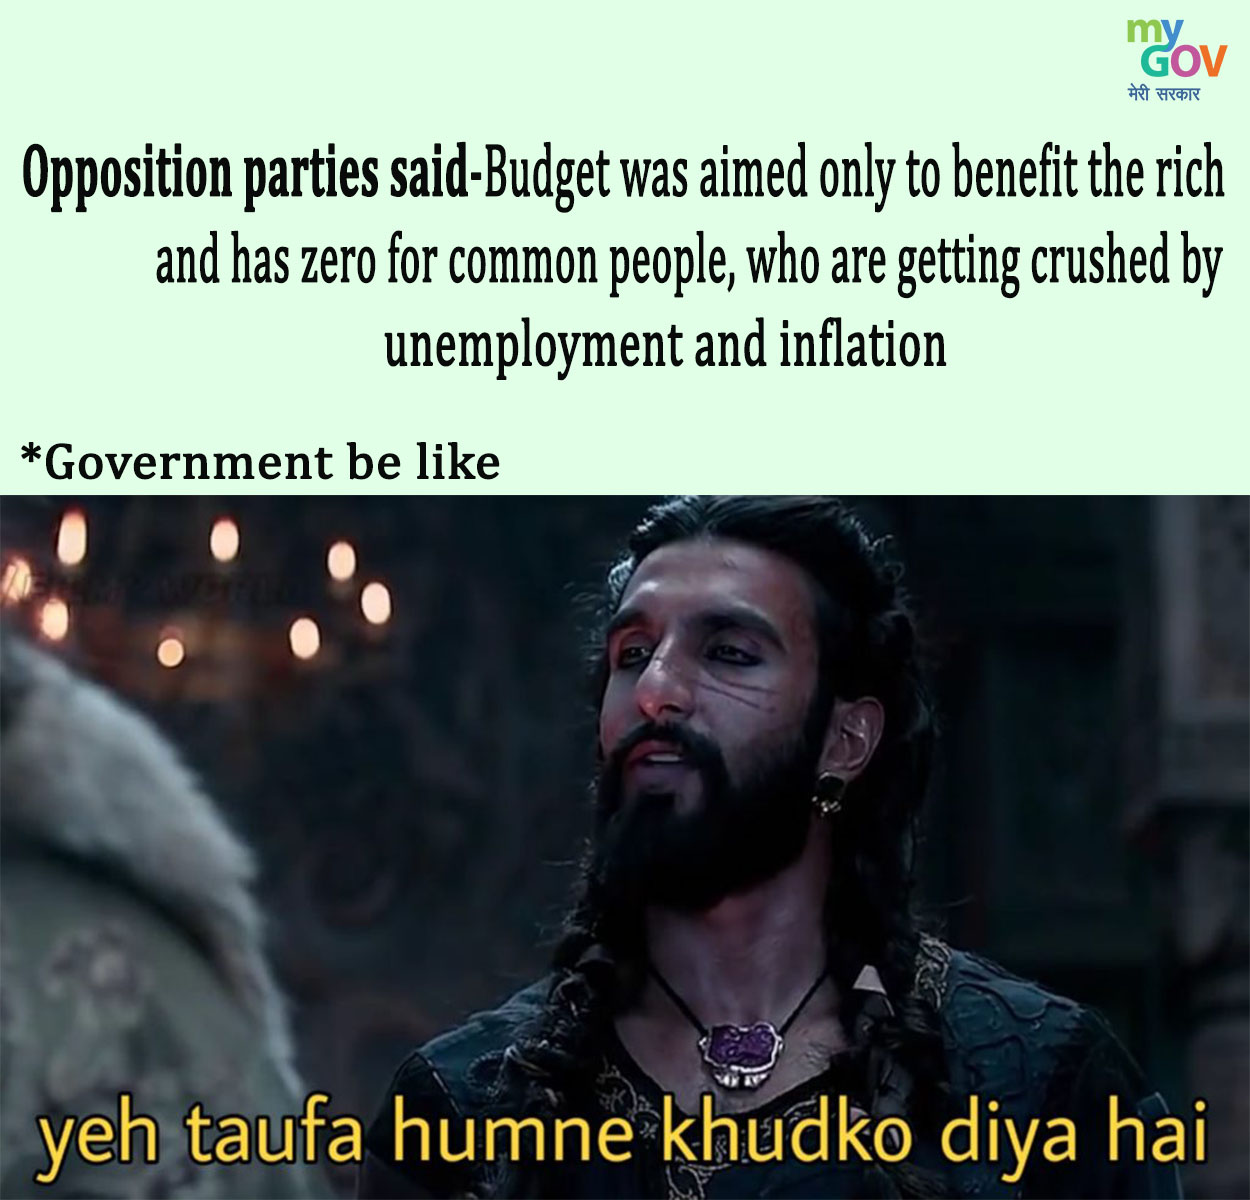 my
GOV
मेरी सरकार
Opposition parties said-Budget was aimed only to benefit the rich
and has zero for common people, who are getting crushed by
unemployment and inflation
*Government be like
yeh taufa humne khudko diya hai